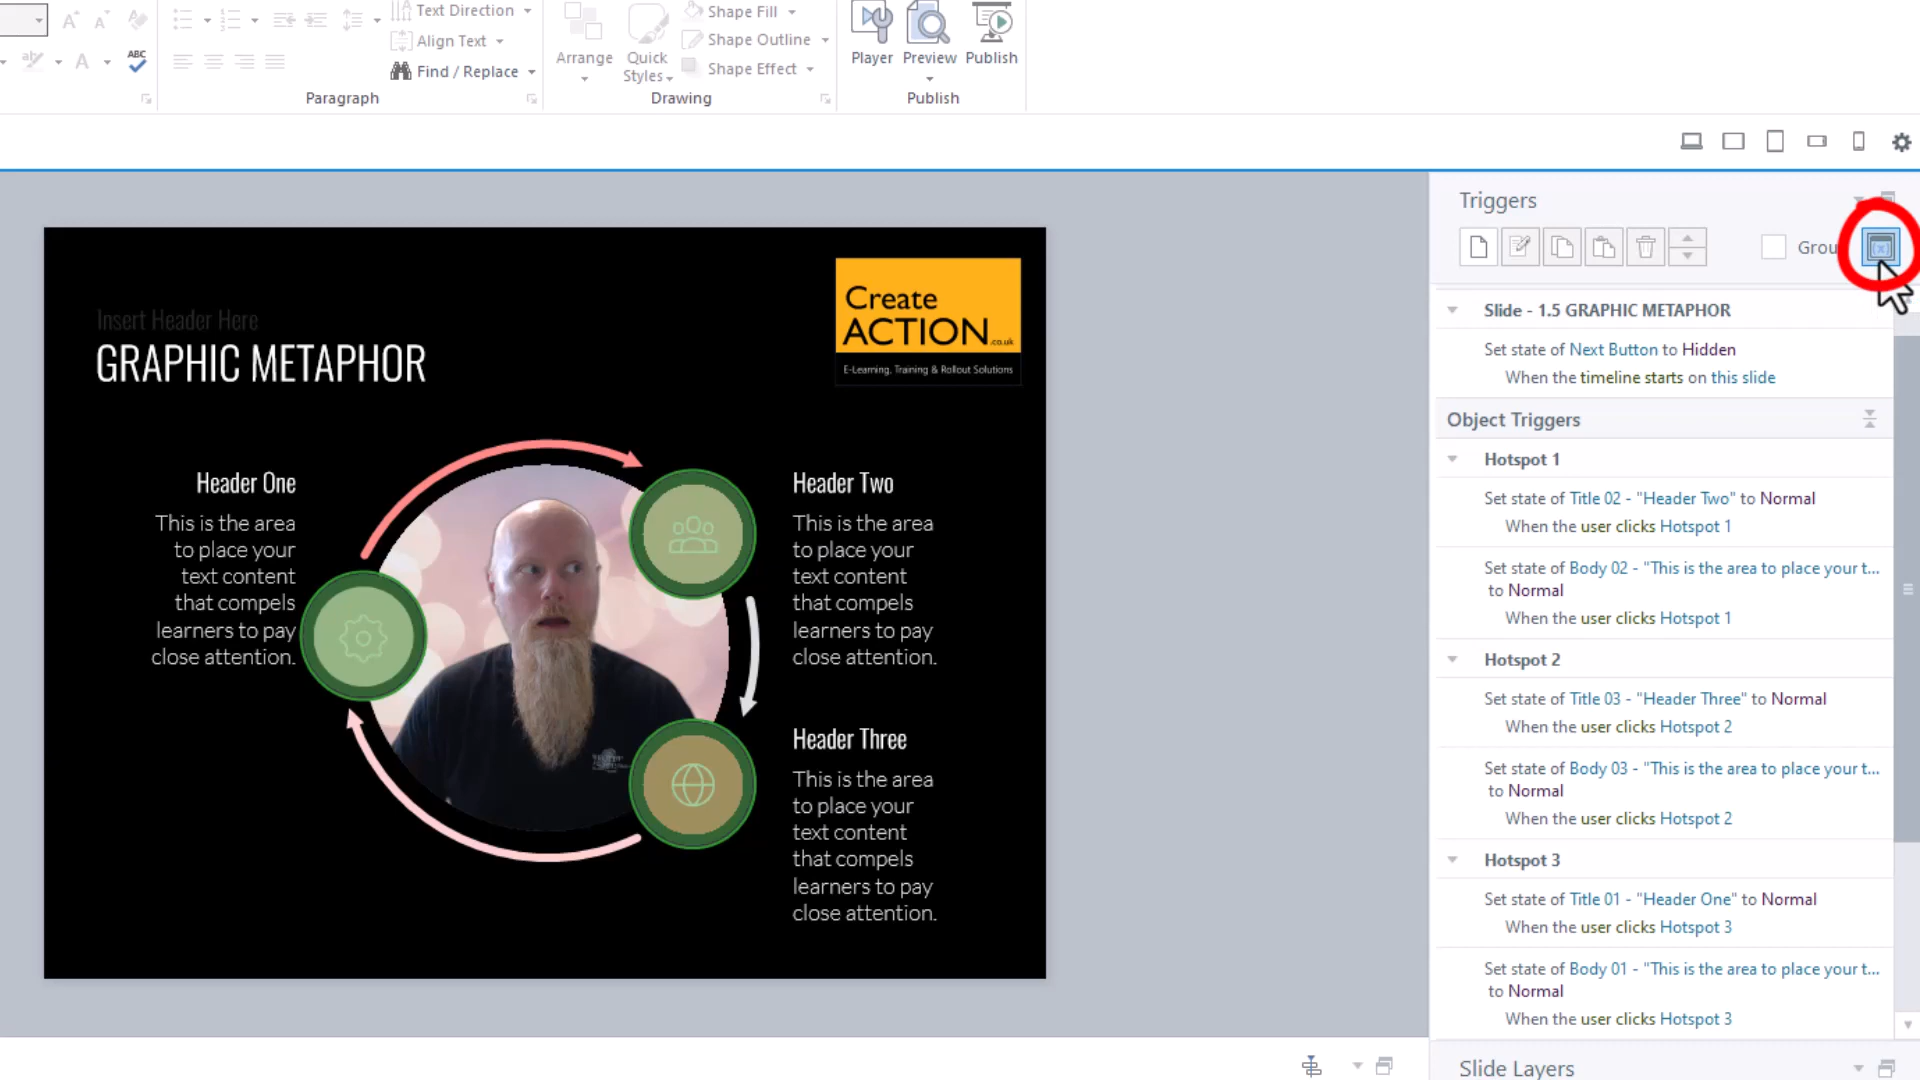 Text Direction
Align Text
Find / Replace
Paragraph
ABC
ab
A
A
A
Arrange
Quick
Styles
Shape Fill
Shape Outline
Shape Effect
Drawing
Player
Preview
Publish
Publish
Insert Header Here
GRAPHIC METAPHOR
Create
ACTION.co.uk
E-Learning, Training & Rollout Solutions
Header One
This is the area
to place your
text content
that compels
learners to pay
close attention.
Header Two
This is the area
to place your
text content
that compels
learners to pay
close attention.
Header Three
This is the area
to place your
text content
that compels
learners to pay
close attention.
Triggers
Grou
(x)
Slide - 1.5 GRAPHIC METAPHOR
Set state of Next Button to Hidden
When the timeline starts on this slide
Object Triggers
Hotspot 1
Set state of Title 02 - "Header Two" to Normal
When the user clicks Hotspot 1
Set state of Body 02 - "This is the area to place your t...
to Normal
When the user clicks Hotspot 1
Hotspot 2
Set state of Title 03 - "Header Three" to Normal
When the user clicks Hotspot 2
Set state of Body 03 - "This is the area to place your t...
to Normal
When the user clicks Hotspot 2
Hotspot 3
Set state of Title 01 - "Header One" to Normal
When the user clicks Hotspot 3
Set state of Body 01 - "This is the area to place your t...
to Normal
When the user clicks Hotspot 3
Slide Layers